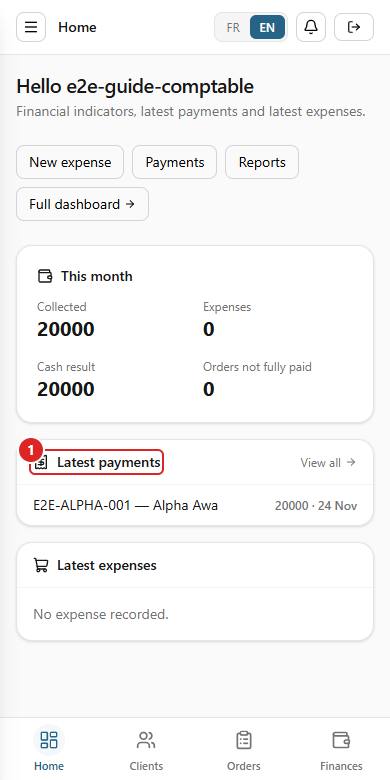 Home
FR EN
Hello e2e-guide-comptable
Financial indicators, latest payments and latest expenses.
New expense Payments Reports
Full dashboard →
This month
Collected Expenses
20000 0
Cash result Orders not fully paid
20000 0
1
Latest payments View all →
E2E-ALPHA-001 — Alpha Awa 20000 · 24 Nov
Latest expenses
No expense recorded.
Home Clients Orders Finances